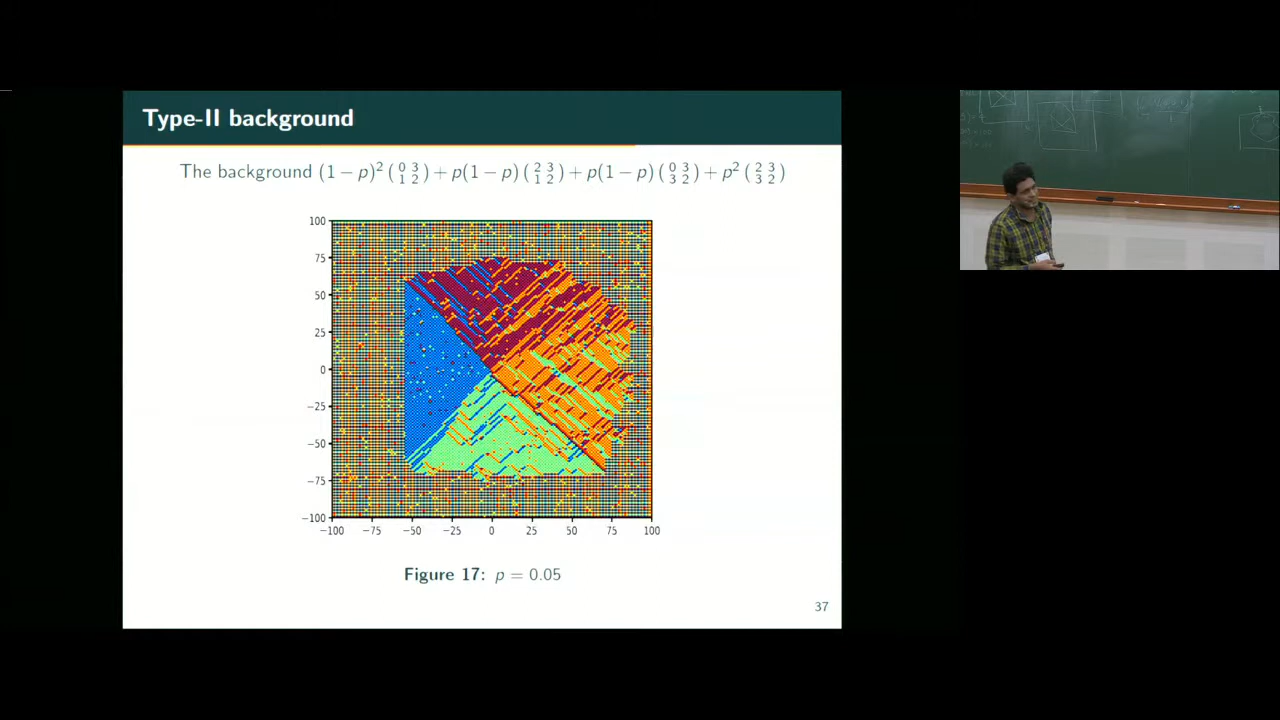 Type-II background
The background (1 − p)² (0 3 1 2) + p(1 − p) (2 3 1 2) + p(1 − p) (0 3 3 2) + p² (2 3 3 2)
100
75
50
25
0
−25
−50
−75
−100
−100 −75 −50 −25 0 25 50 75 100
Figure 17: p = 0.05
37